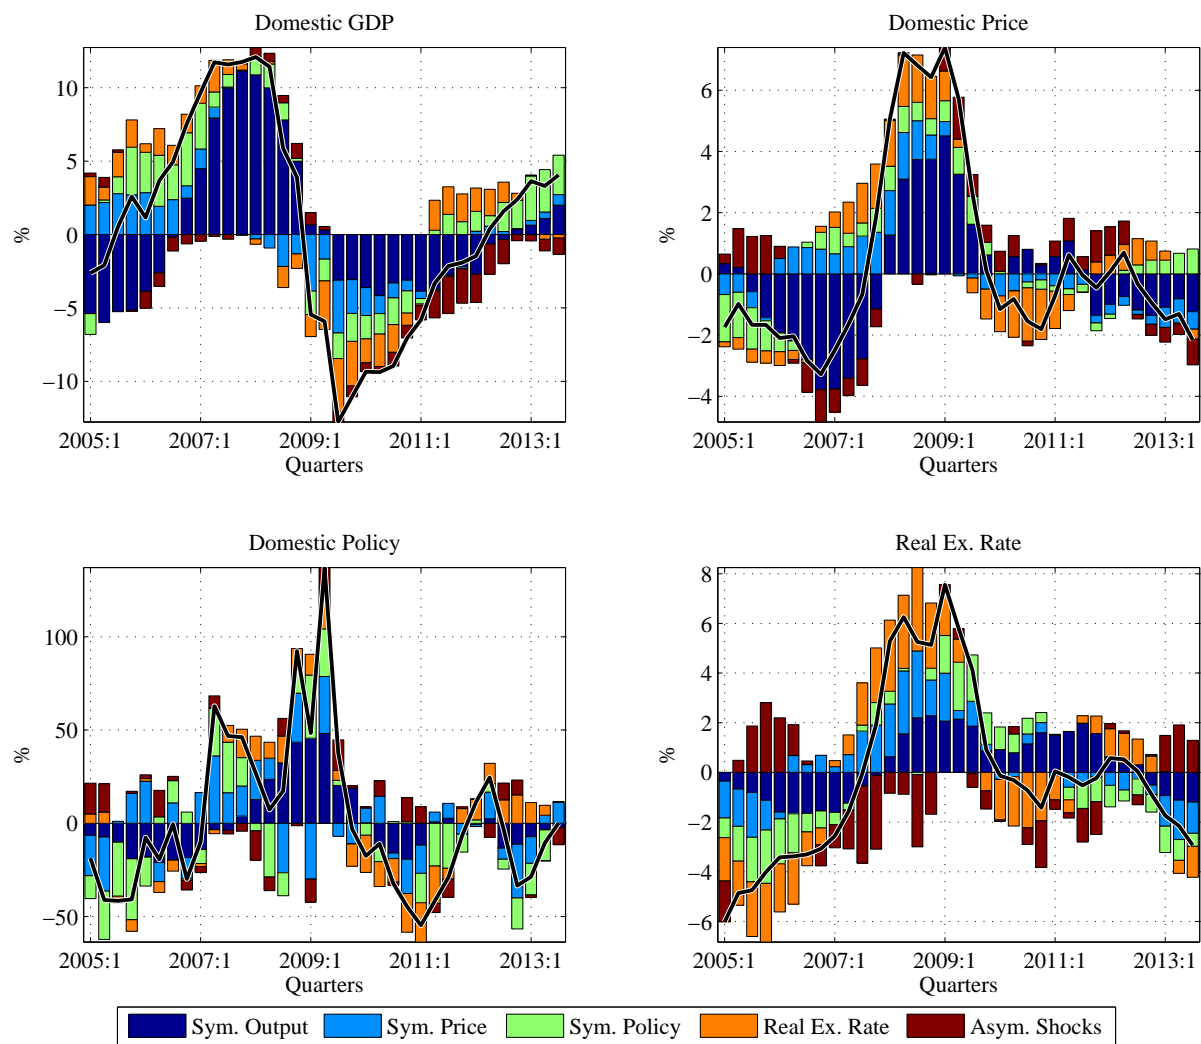 Domestic GDP
10
5
0
−5
−10
%
2005:1 2007:1 2009:1 2011:1 2013:1
Quarters
Domestic Price
6
4
2
0
−2
−4
%
2005:1 2007:1 2009:1 2011:1 2013:1
Quarters
Domestic Policy
100
50
0
−50
%
2005:1 2007:1 2009:1 2011:1 2013:1
Quarters
Real Ex. Rate
8
6
4
2
0
−2
−4
−6
%
2005:1 2007:1 2009:1 2011:1 2013:1
Quarters
Sym. Output Sym. Price Sym. Policy Real Ex. Rate Asym. Shocks